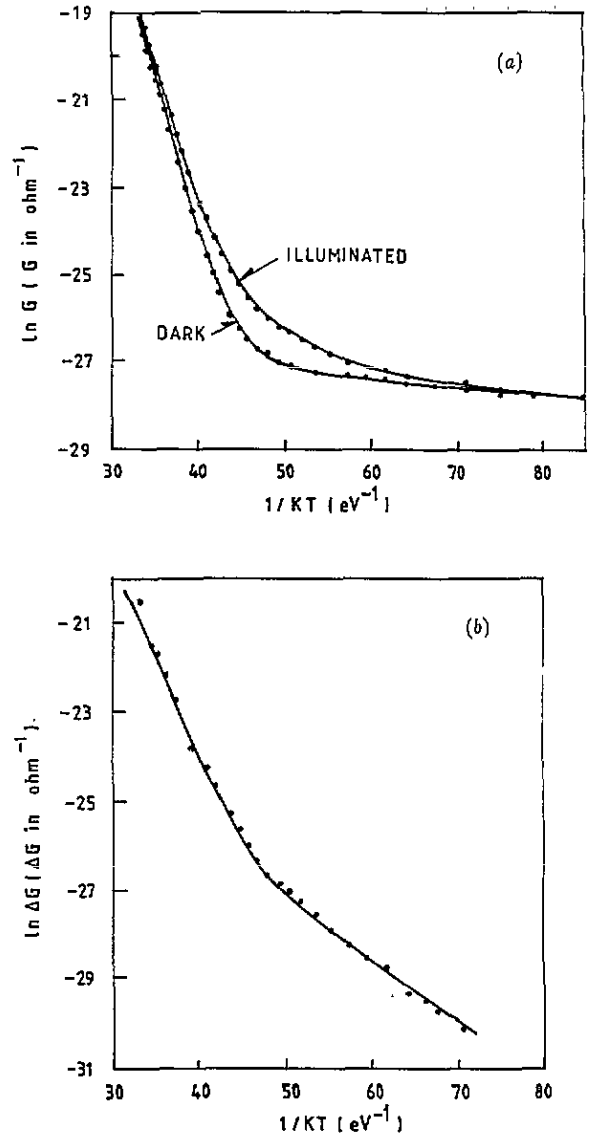 (a)
-19
-21
-23
-25
-27
-29
ln G ( G in ohm⁻¹)
ILLUMINATED
DARK
30 40 50 60 70 80
1/KT ( eV⁻¹)
(b)
-21
-23
-25
-27
-29
-31
ln ΔG ( ΔG in ohm⁻¹).
30 40 50 60 70 80
1/KT ( eV⁻¹)